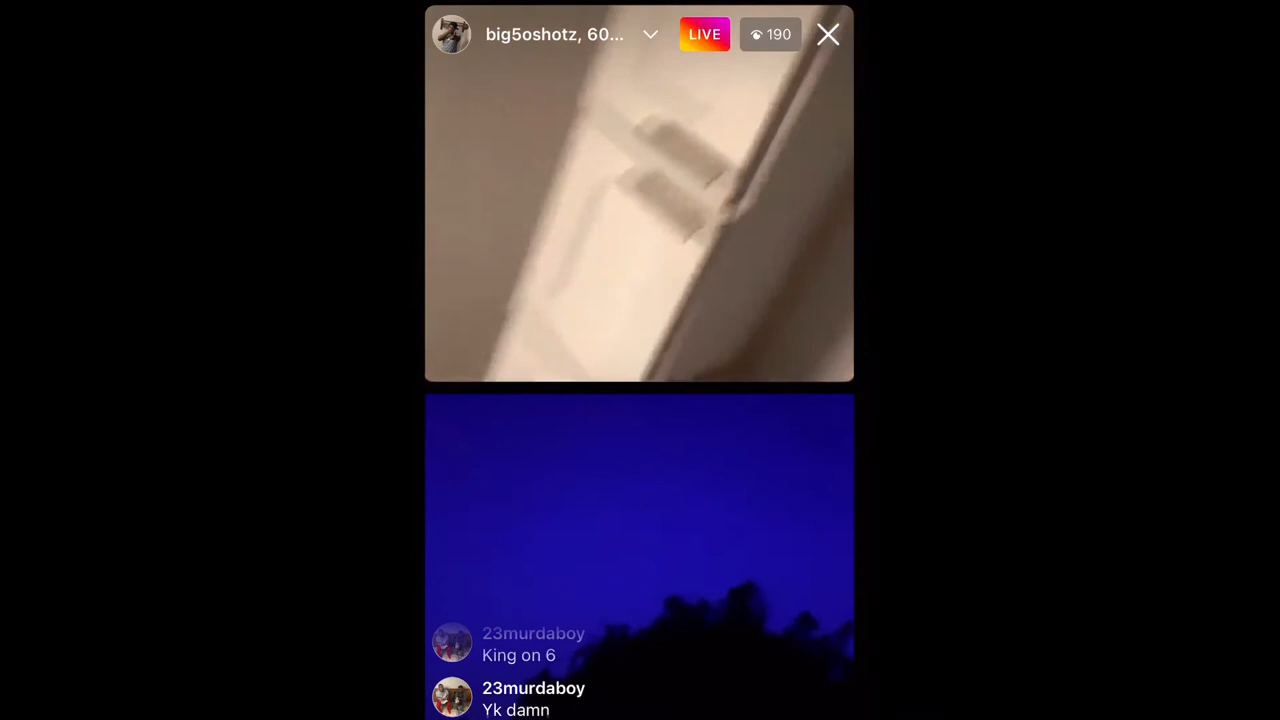 big5oshotz, 60...
LIVE
190
23murdaboy
King on 6
23murdaboy
Yk damn